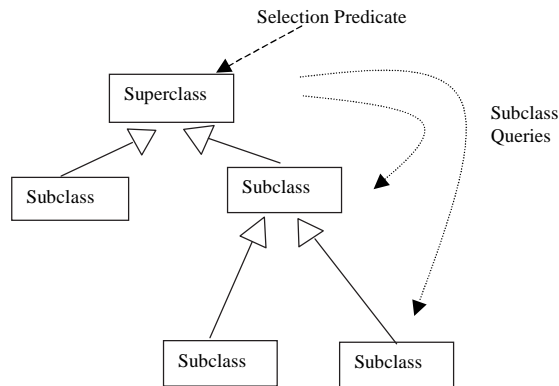 Selection Predicate
Superclass
Subclass
Queries
Subclass
Subclass
Subclass
Subclass